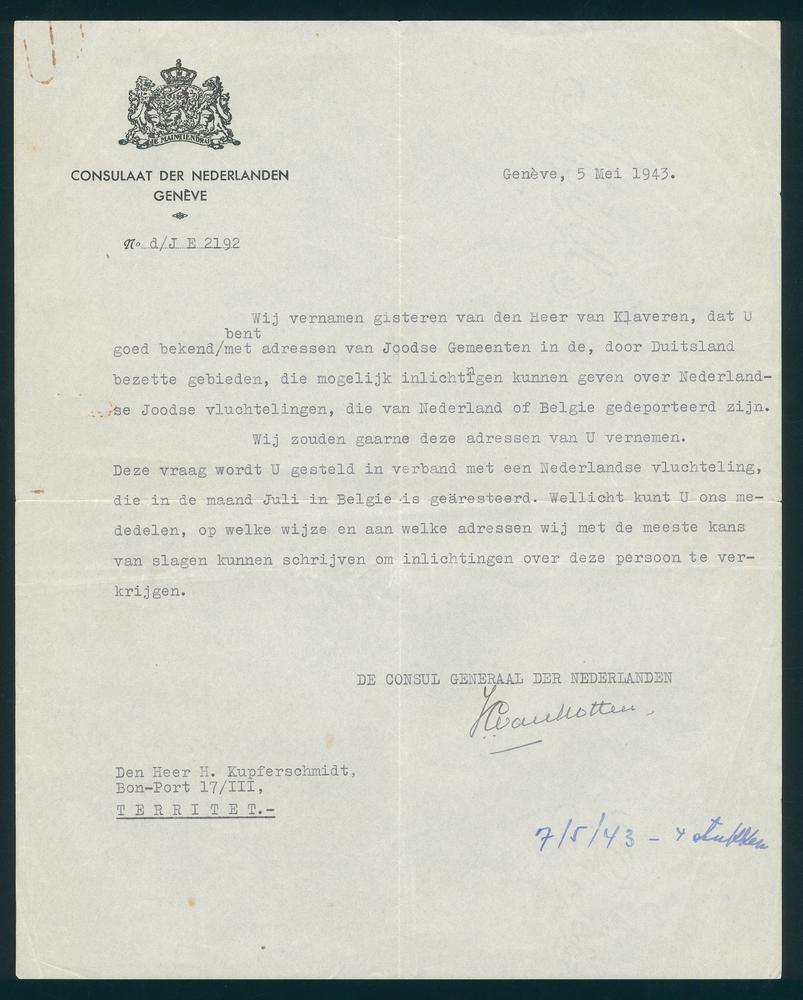 JE MAINTIENDRAI
CONSULAAT DER NEDERLANDEN
GENÈVE
Genève, 5 Mei 1943.
No d/J E 2192
Wij vernamen gisteren van den Heer van Klaveren, dat U
bent
goed bekend/met adressen van Joodse Gemeenten in de, door Duitsland
bezette gebieden, die mogelijk inlichtingen kunnen geven over Nederland-
se Joodse vluchtelingen, die van Nederland of Belgie gedeporteerd zijn.
Wij zouden gaarne deze adressen van U vernemen.
Deze vraag wordt U gesteld in verband met een Nederlandse vluchteling,
die in de maand Juli in Belgie is geäresteerd. Wellicht kunt U ons me-
dedelen, op welke wijze en aan welke adressen wij met de meeste kans
van slagen kunnen schrijven om inlichtingen over deze persoon te ver-
krijgen.
DE CONSUL GENERAAL DER NEDERLANDEN
Den Heer H. Kupferschmidt,
Bon-Port 17/III,
T E R R I T E T.-
7/5/43 -